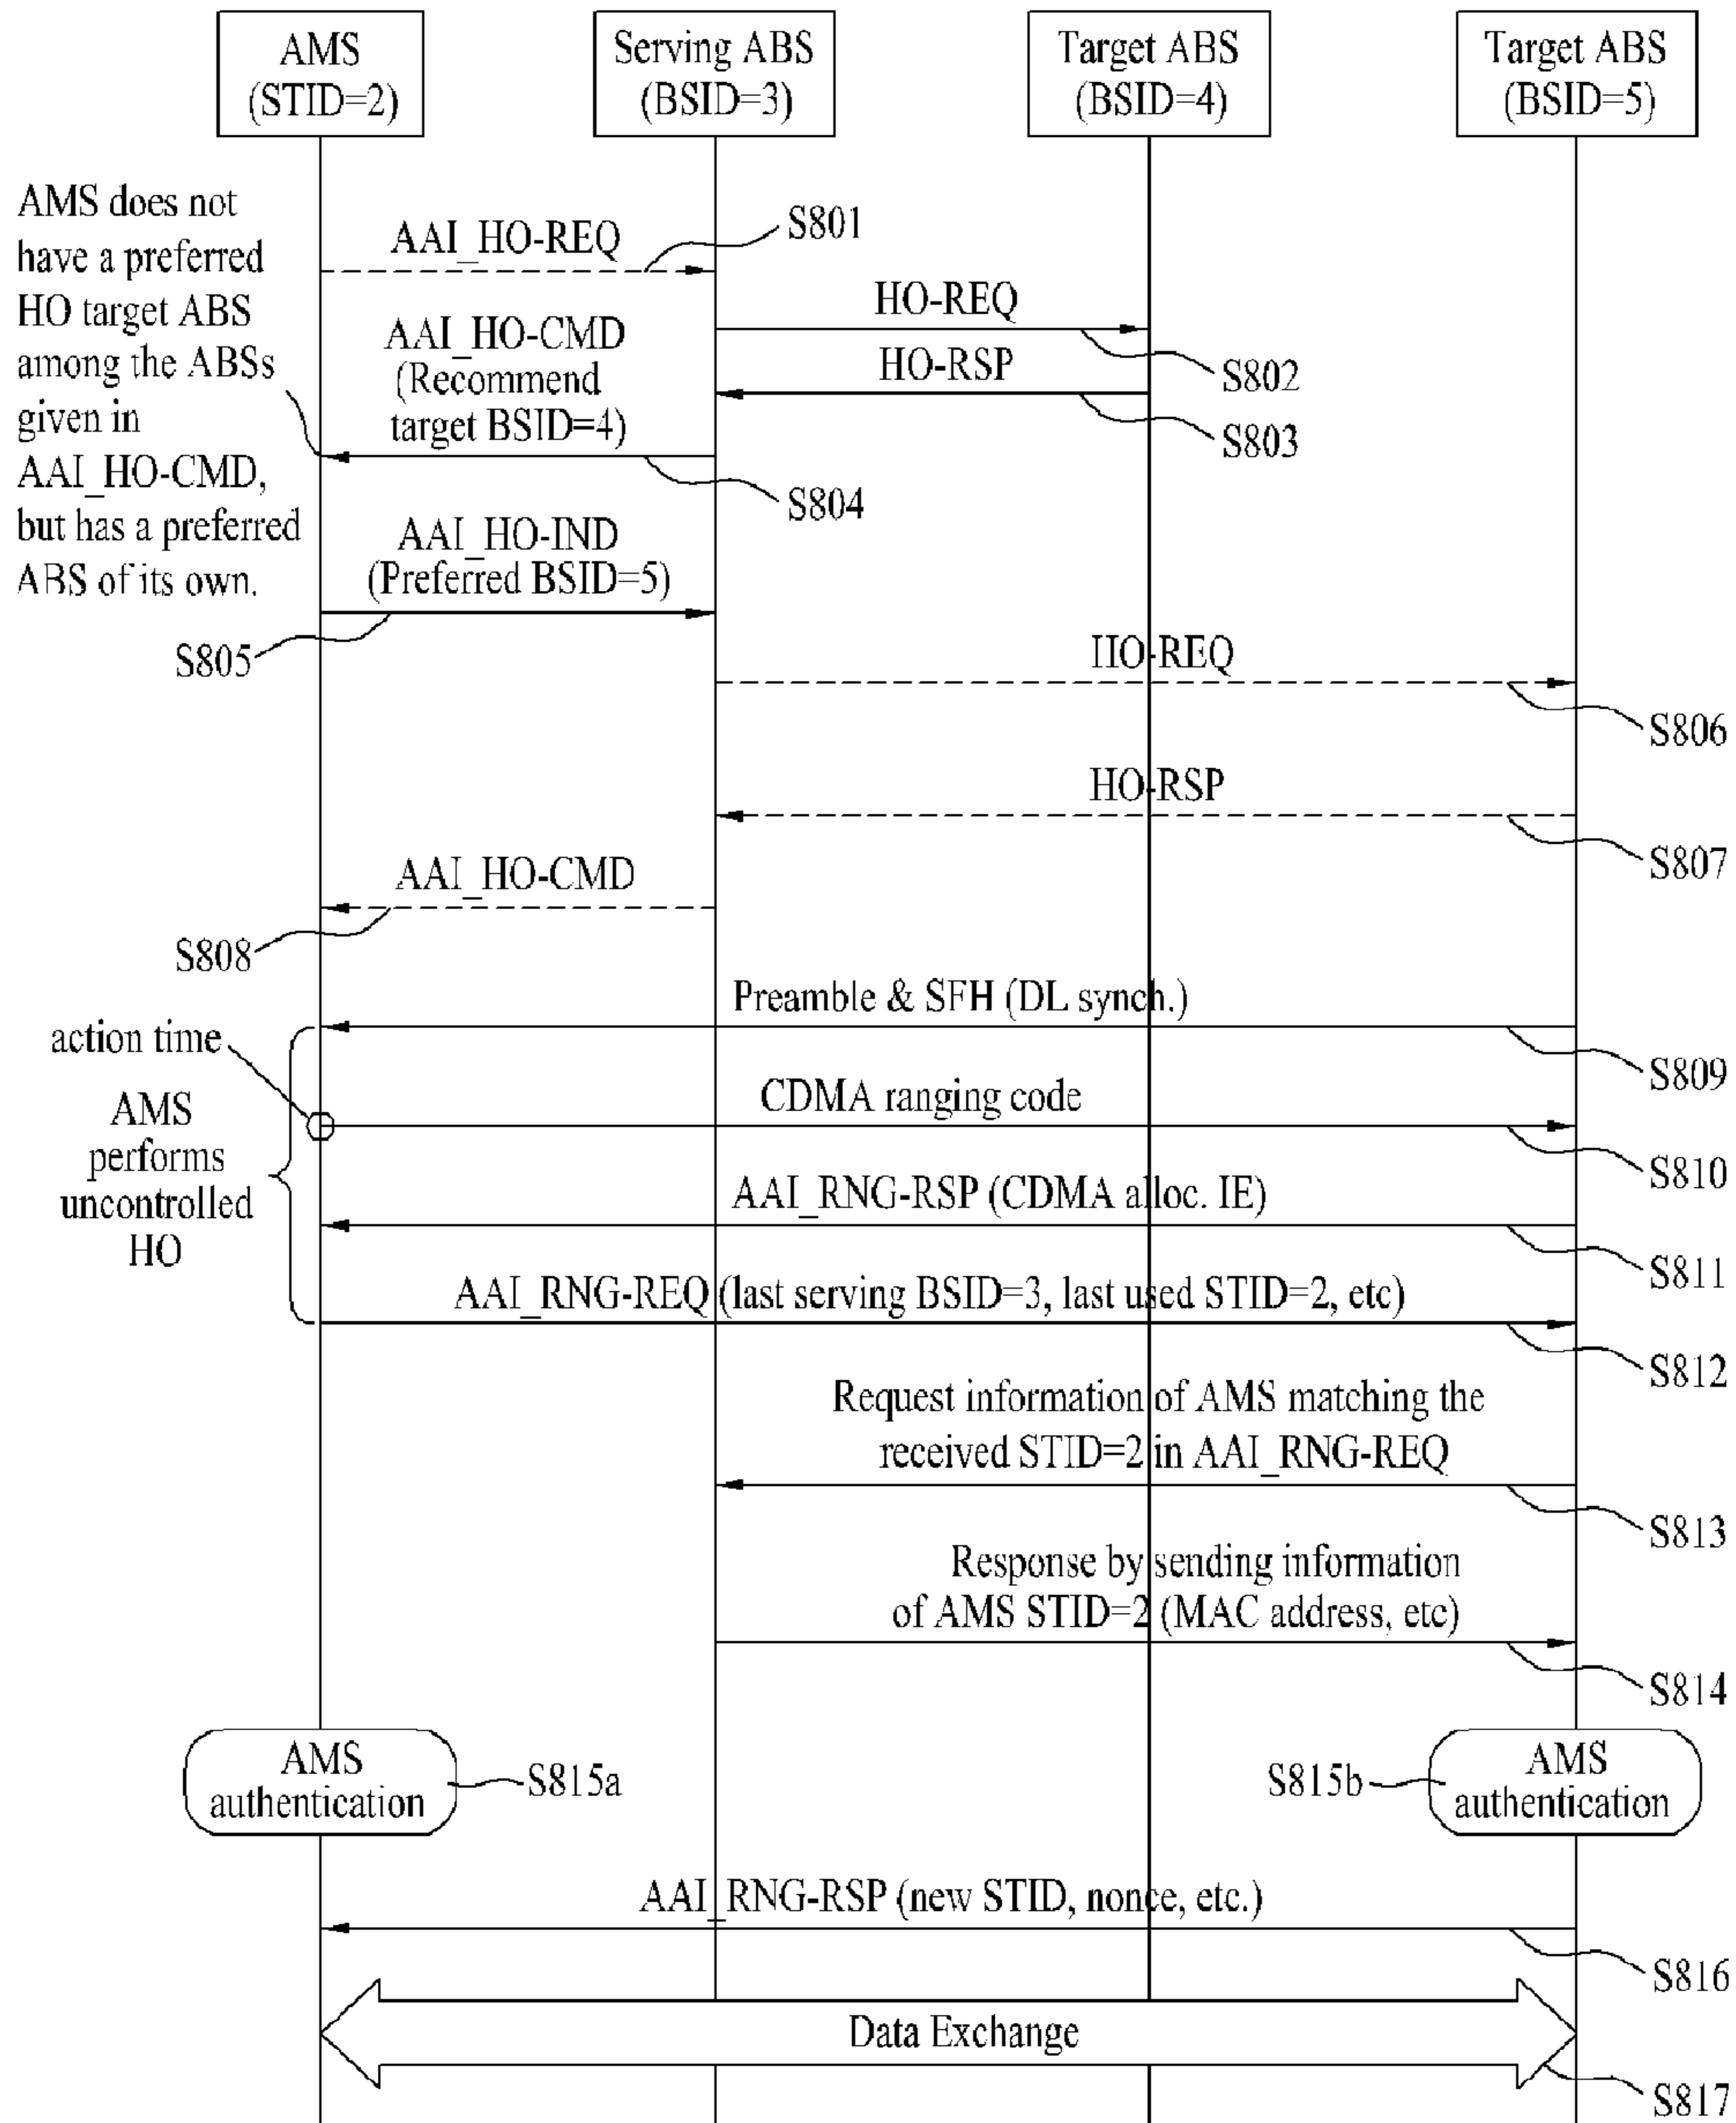 AMS
(STID=2)
Serving ABS
(BSID=3)
Target ABS
(BSID=4)
Target ABS
(BSID=5)
AMS does not
have a preferred
HO target ABS
among the ABSs
given in
AAI_HO-CMD,
but has a preferred
ABS of its own.
AAI_HO-REQ
S801
HO-REQ
S802
HO-RSP
S803
AAI_HO-CMD
(Recommend
target BSID=4)
S804
AAI_HO-IND
(Preferred BSID=5)
S805
HO-REQ
S806
HO-RSP
S807
AAI_HO-CMD
S808
Preamble & SFH (DL synch.)
S809
action time
AMS
performs
uncontrolled
HO
CDMA ranging code
S810
AAI_RNG-RSP (CDMA alloc. IE)
S811
AAI_RNG-REQ (last serving BSID=3, last used STID=2, etc)
S812
Request information of AMS matching the
received STID=2 in AAI_RNG-REQ
S813
Response by sending information
of AMS STID=2 (MAC address, etc)
S814
AMS
authentication
S815a
S815b
AMS
authentication
AAI_RNG-RSP (new STID, nonce, etc.)
S816
Data Exchange
S817